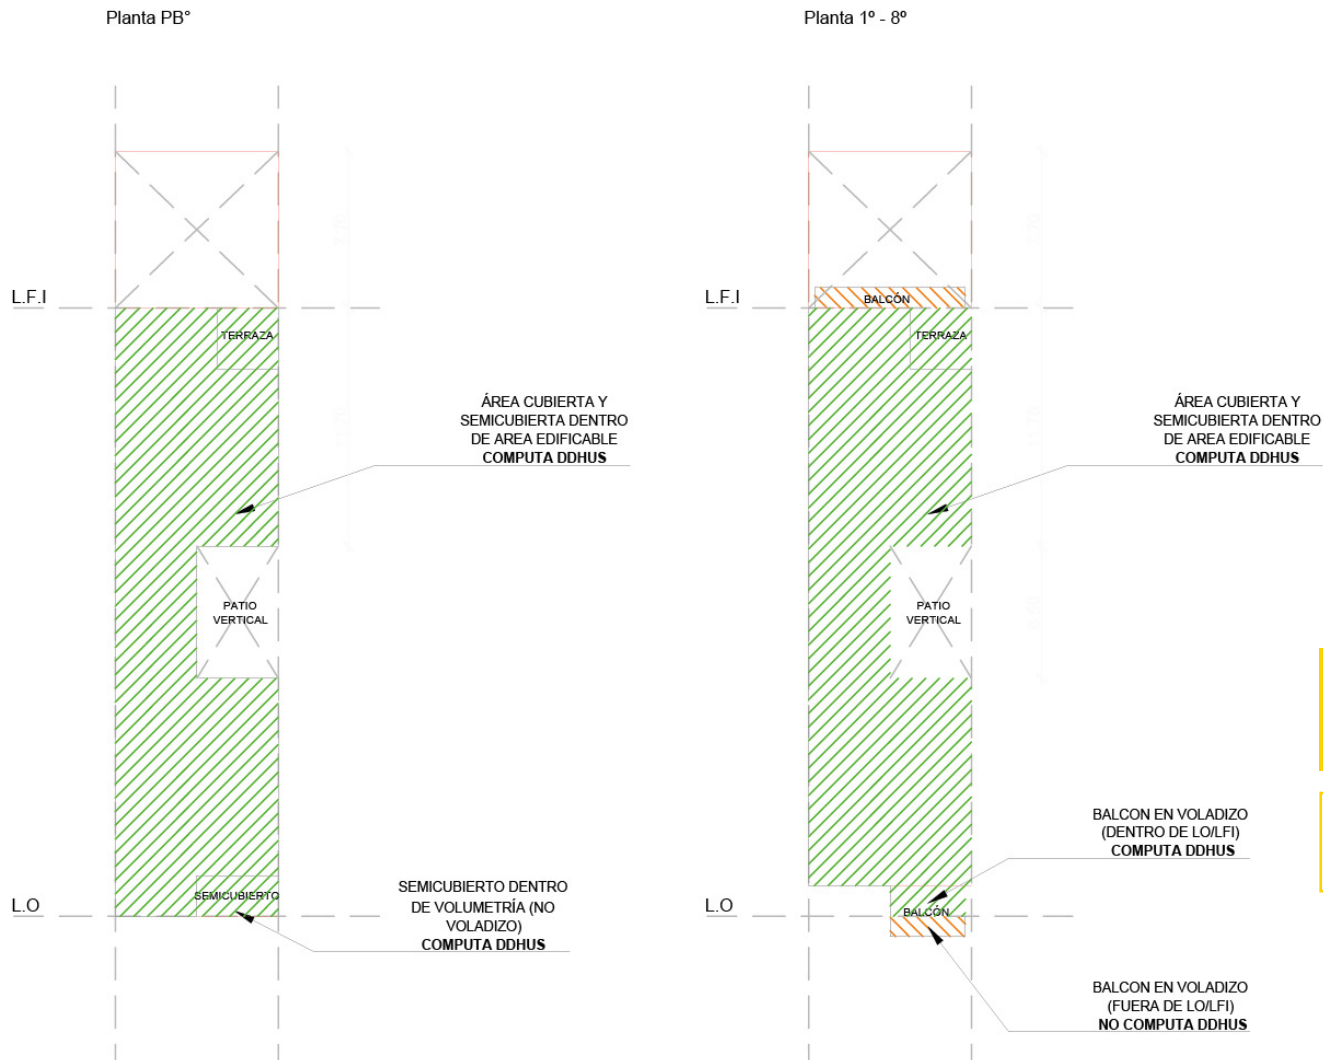 Planta PB°
L.F.I
TERRAZA
ÁREA CUBIERTA Y
SEMICUBIERTA DENTRO
DE AREA EDIFICABLE
COMPUTA DDHUS
PATIO
VERTICAL
SEMICUBIERTO
L.O
SEMICUBIERTO DENTRO
DE VOLUMETRÍA (NO
VOLADIZO)
COMPUTA DDHUS
Planta 1º - 8º
L.F.I
BALCÓN
TERRAZA
ÁREA CUBIERTA Y
SEMICUBIERTA DENTRO
DE AREA EDIFICABLE
COMPUTA DDHUS
PATIO
VERTICAL
BALCON EN VOLADIZO
(DENTRO DE LO/LFI)
COMPUTA DDHUS
L.O
BALCÓN
BALCON EN VOLADIZO
(FUERA DE LO/LFI)
NO COMPUTA DDHUS